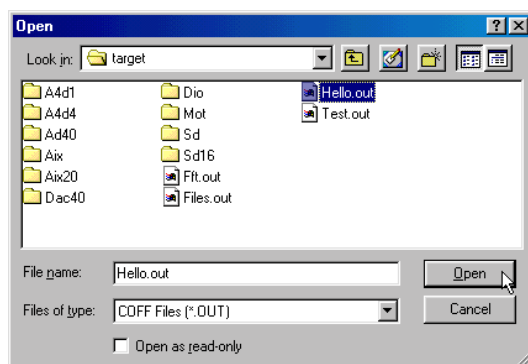 Open
Look in: target
A4d1 Dio Hello.out
A4d4 Mot Test.out
Ad40 Sd
Aix Sd16
Aix20 Fft.out
Dac40 Files.out
File name: Hello.out Open
Files of type: COFF Files (*.OUT) Cancel
Open as read-only